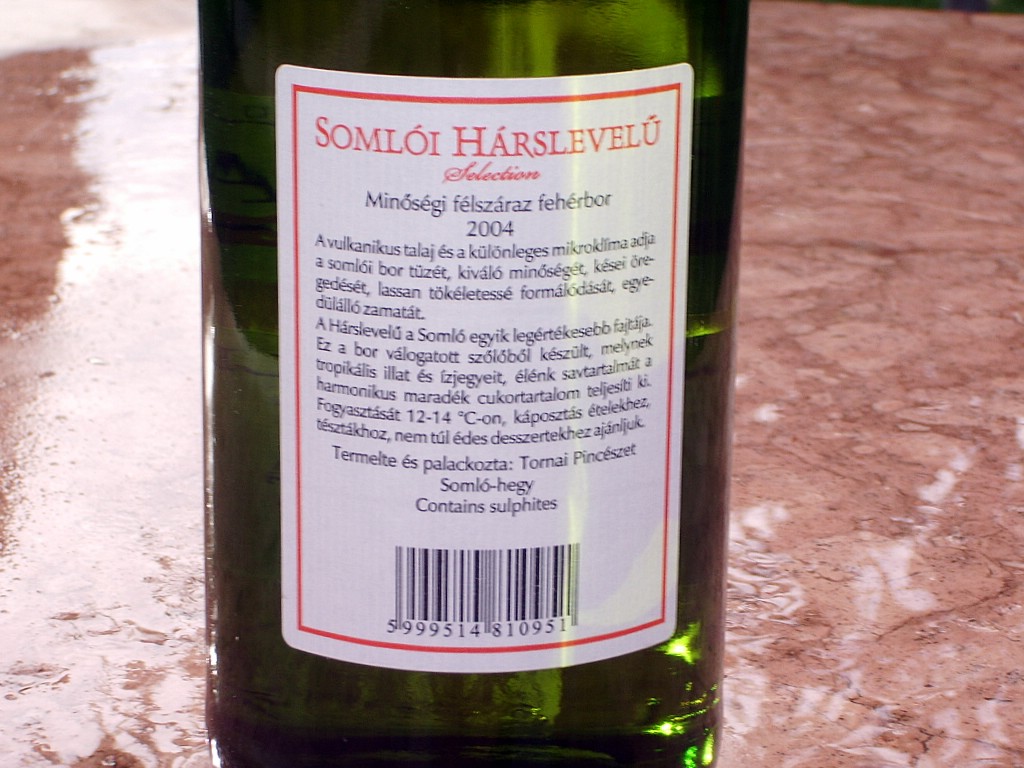 SOMLÓI HÁRSLEVELŰ
Selection
Minőségi félszáraz fehérbor
2004
A vulkanikus talaj és a különleges mikroklíma adja
a somlói bor tüzét, kiváló minőségét, kései öre-
gedését, lassan tökéletessé formálódását, egye-
dülálló zamatát.
A Hárslevelű a Somló egyik legértékesebb fajtája.
Ez a bor válogatott szőlőből készült, melynek
tropikális illat és ízjegyeit, élénk savtartalmát a
harmonikus maradék cukortartalom teljesíti ki.
Fogyasztását 12-14 °C-on, káposztás ételekhez,
tésztákhoz, nem túl édes desszertekhez ajánljuk.
Termelte és palackozta: Tornai Pincészet
Somló-hegy
Contains sulphites
5 999514 810951